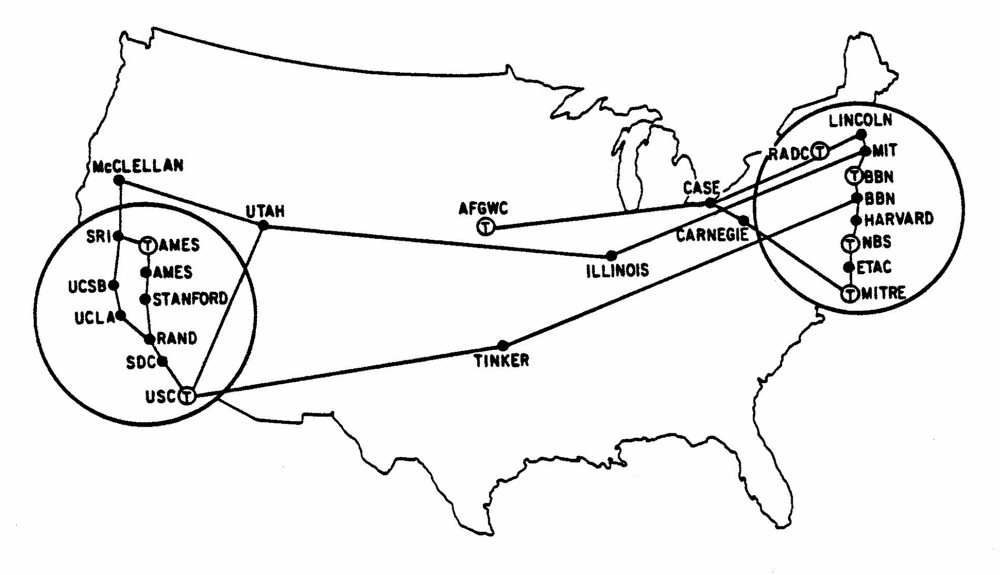 LINCOLN
RADC T
MIT
T BBN
BBN
HARVARD
T NBS
ETAC
T MITRE
McCLELLAN
UTAH
AFGWC
T
CASE
CARNEGIE
ILLINOIS
TINKER
SRI
T AMES
AMES
UCSB
STANFORD
UCLA
RAND
SDC
USC T